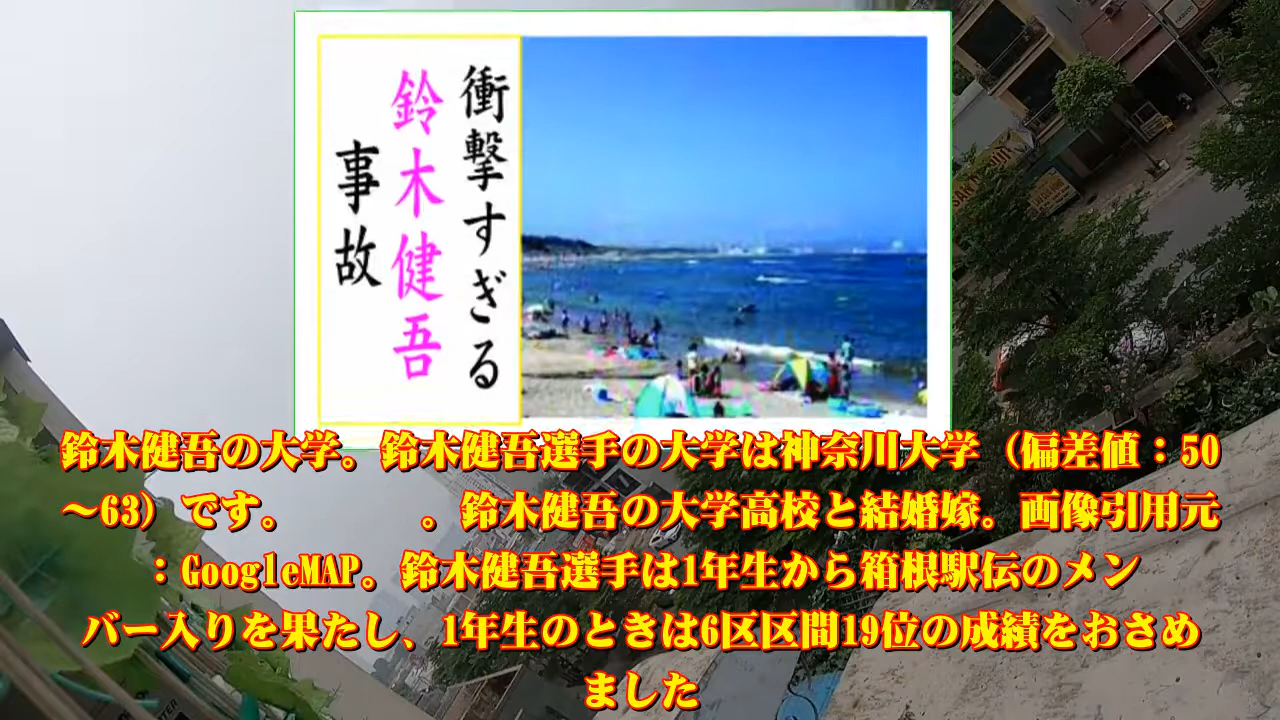 衝撃すぎる
鈴木健吾
事故
鈴木健吾の大学。鈴木健吾選手の大学は神奈川大学（偏差値：50
～63）です。　　　　。鈴木健吾の大学高校と結婚嫁。画像引用元
：GoogleMAP。鈴木健吾選手は1年生から箱根駅伝のメン
バー入りを果たし、1年生のときは6区区間19位の成績をおさめ
ました